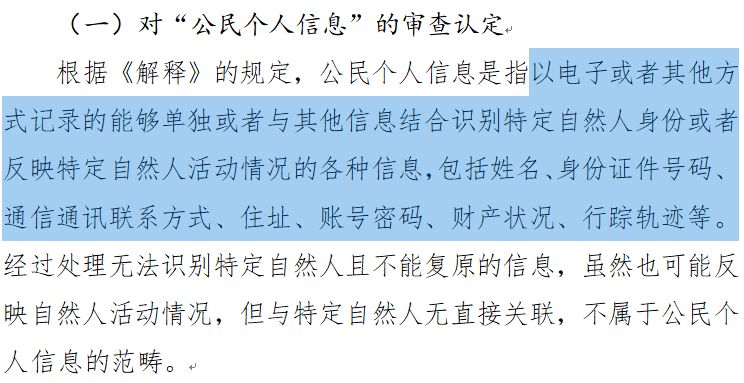 （一）对“公民个人信息”的审查认定
根据《解释》的规定，公民个人信息是指以电子或者其他方
式记录的能够单独或者与其他信息结合识别特定自然人身份或者
反映特定自然人活动情况的各种信息，包括姓名、身份证件号码、
通信通讯联系方式、住址、账号密码、财产状况、行踪轨迹等。
经过处理无法识别特定自然人且不能复原的信息，虽然也可能反
映自然人活动情况，但与特定自然人无直接关联，不属于公民个
人信息的范畴。